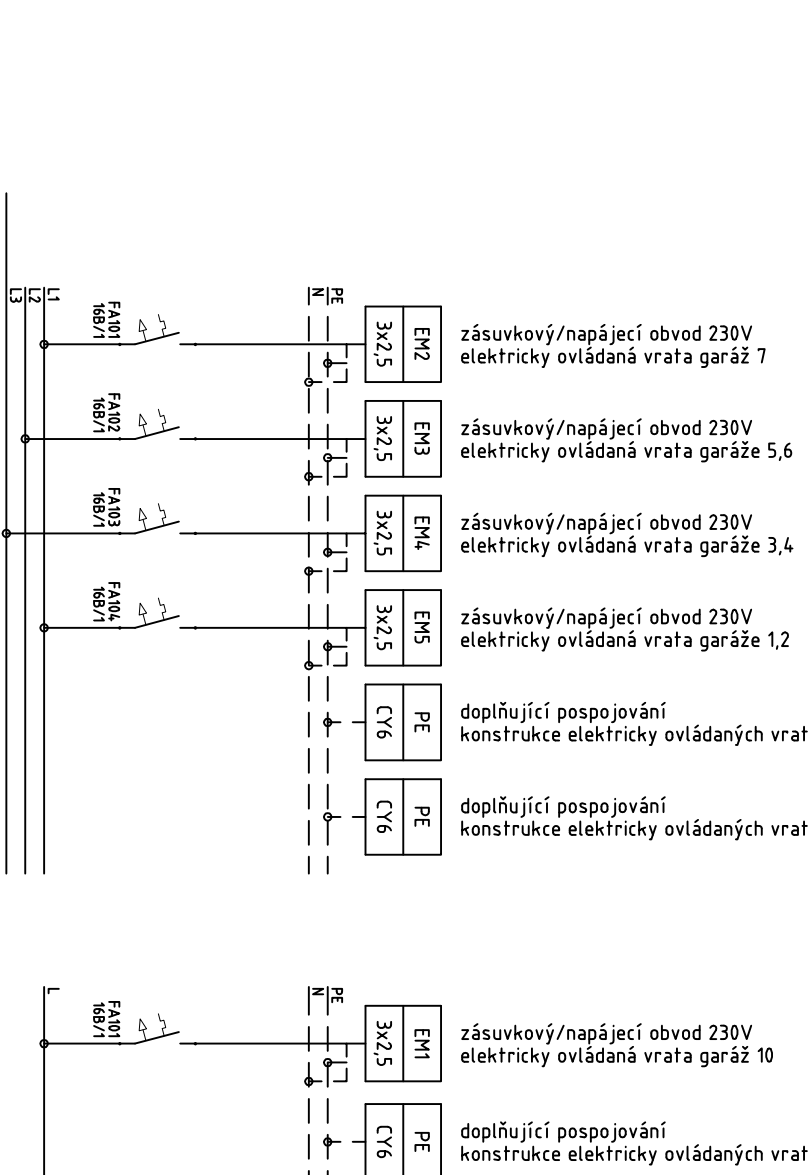 L1
L2
L3
FA101
16B/1
N
PE
EM2
3x2,5
zásuvkový/napájecí obvod 230V
elektricky ovládaná vrata garáž 7
FA102
16B/1
EM3
3x2,5
zásuvkový/napájecí obvod 230V
elektricky ovládaná vrata garáže 5,6
FA103
16B/1
EM4
3x2,5
zásuvkový/napájecí obvod 230V
elektricky ovládaná vrata garáže 3,4
FA104
16B/1
EM5
3x2,5
zásuvkový/napájecí obvod 230V
elektricky ovládaná vrata garáže 1,2
PE
CY6
doplňující pospojování
konstrukce elektricky ovládaných vrat
PE
CY6
doplňující pospojování
konstrukce elektricky ovládaných vrat
L
FA101
16B/1
N
PE
EM1
3x2,5
zásuvkový/napájecí obvod 230V
elektricky ovládaná vrata garáž 10
PE
CY6
doplňující pospojování
konstrukce elektricky ovládaných vrat